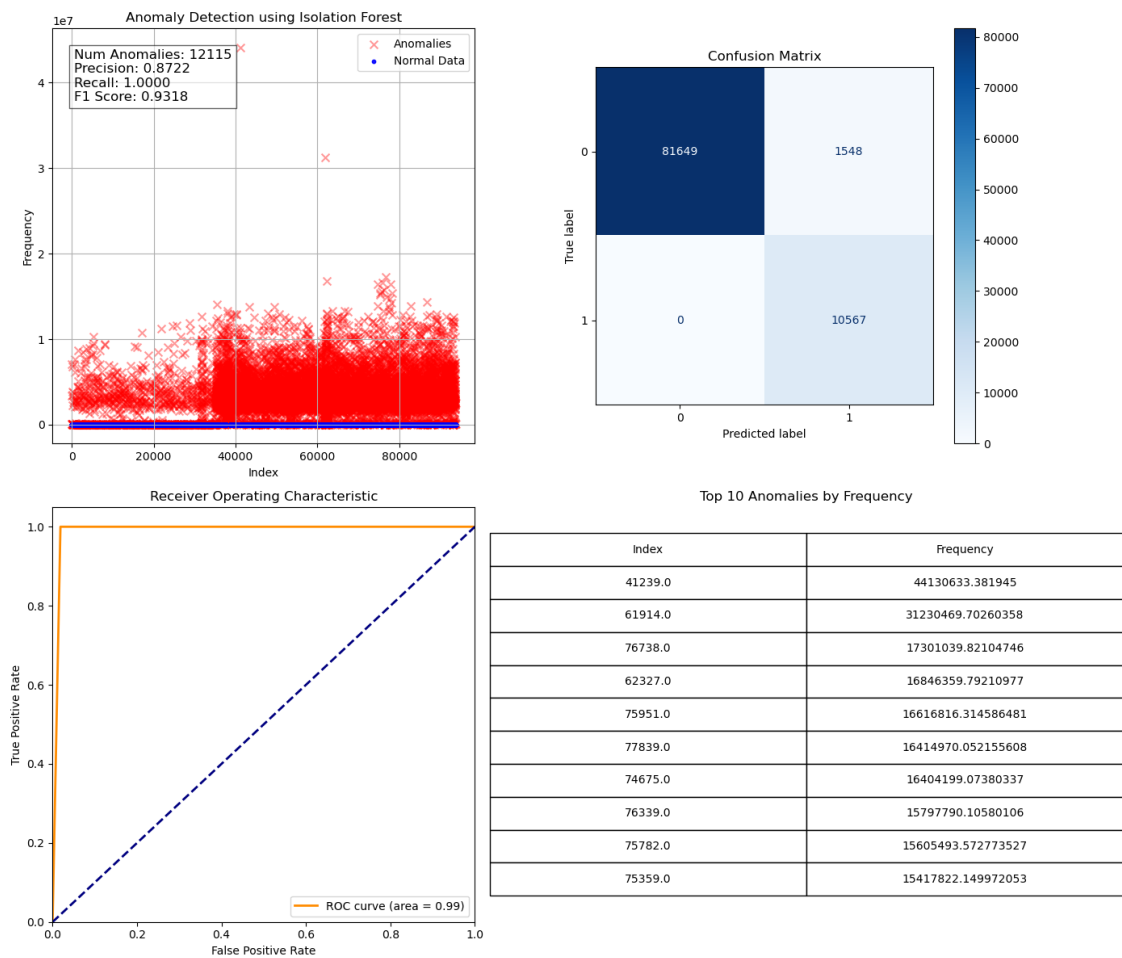 Anomaly Detection using Isolation Forest
1e7
Num Anomalies: 12115
Precision: 0.8722
Recall: 1.0000
F1 Score: 0.9318
Anomalies
Normal Data
4
3
2
1
0
Frequency
0 20000 40000 60000 80000
Index
Confusion Matrix
81649 1548
0 10567
0
1
True label
0 1
Predicted label
80000
70000
60000
50000
40000
30000
20000
10000
0
Receiver Operating Characteristic
1.0
0.8
0.6
0.4
0.2
0.0
True Positive Rate
ROC curve (area = 0.99)
0.0 0.2 0.4 0.6 0.8 1.0
False Positive Rate
Top 10 Anomalies by Frequency
Index Frequency
41239.0 44130633.381945
61914.0 31230469.70260358
76738.0 17301039.82104746
62327.0 16846359.79210977
75951.0 16616816.314586481
77839.0 16414970.052155608
74675.0 16404199.07380337
76339.0 15797790.10580106
75782.0 15605493.572773527
75359.0 15417822.149972053